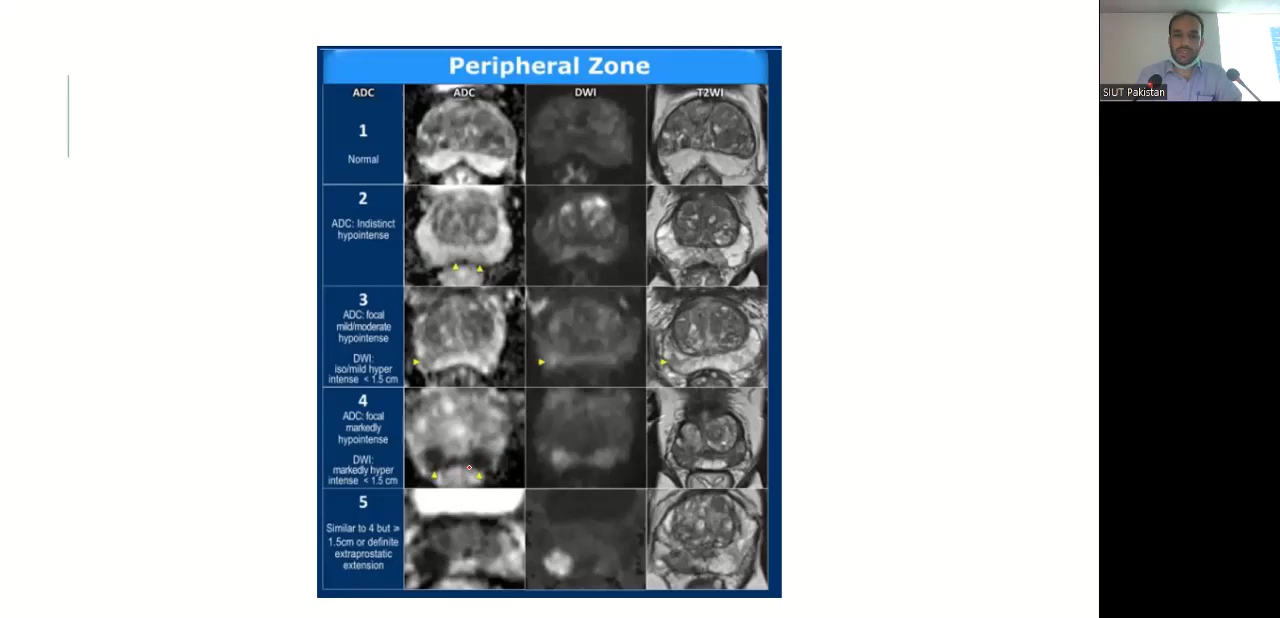 Peripheral Zone
ADC ADC DWI T2WI
1
Normal
2
ADC: Indistinct
hypointense
3
ADC: focal
mild/moderate
hypointense
DWI:
iso/mild hyper
intense < 1.5 cm
4
ADC: focal
markedly
hypointense
DWI:
markedly hyper
intense < 1.5 cm
5
Similar to 4 but ≥
1.5cm or definite
extraprostatic
extension
SIUT Pakistan